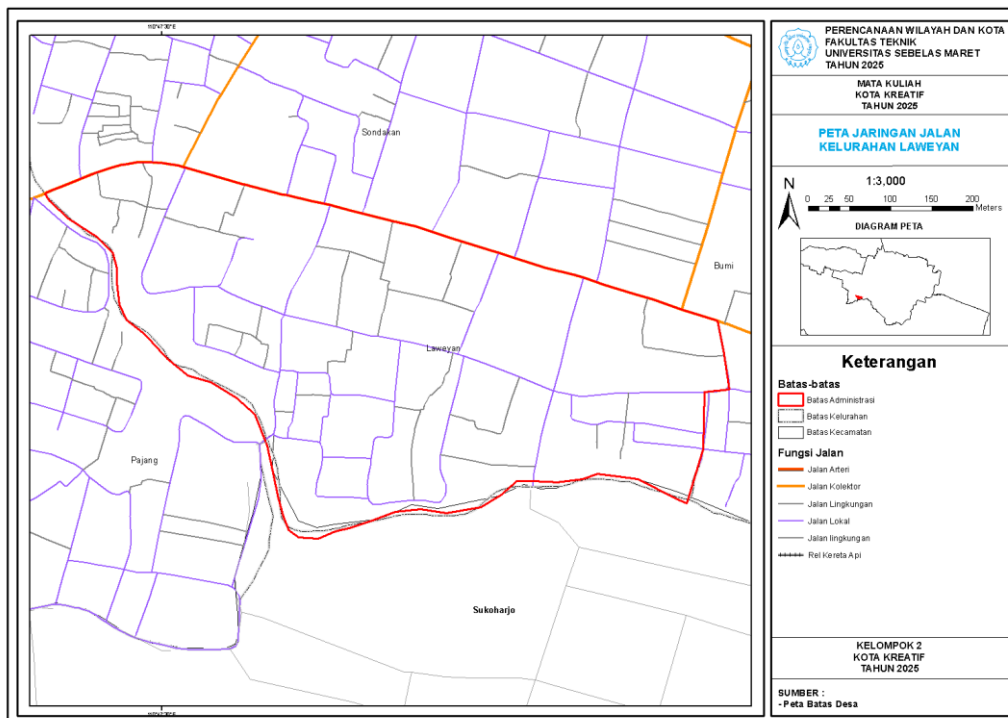 110°47'30"E
Sondakan
Bumi
Laweyan
Pajang
Sukoharjo
PERENCANAAN WILAYAH DAN KOTA
FAKULTAS TEKNIK
UNIVERSITAS SEBELAS MARET
TAHUN 2025
MATA KULIAH
KOTA KREATIF
TAHUN 2025
PETA JARINGAN JALAN
KELURAHAN LAWEYAN
N
1:3,000
0 25 50 100 150 200
Meters
DIAGRAM PETA
Keterangan
Batas-batas
Batas Administrasi
Batas Kelurahan
Batas Kecamatan
Fungsi Jalan
Jalan Arteri
Jalan Kolektor
Jalan Lingkungan
Jalan Lokal
Jalan lingkungan
Rel Kereta Api
KELOMPOK 2
KOTA KREATIF
TAHUN 2025
SUMBER :
- Peta Batas Desa